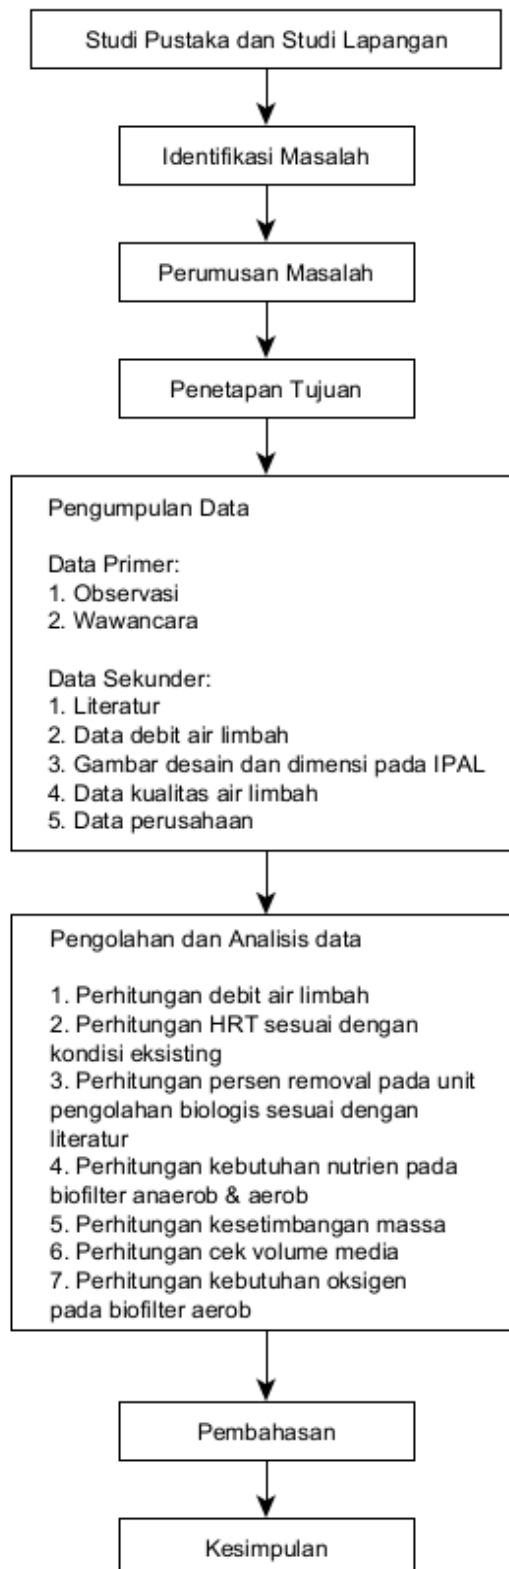 Studi Pustaka dan Studi Lapangan
Identifikasi Masalah
Perumusan Masalah
Penetapan Tujuan
Pengumpulan Data
Data Primer:
1. Observasi
2. Wawancara
Data Sekunder:
1. Literatur
2. Data debit air limbah
3. Gambar desain dan dimensi pada IPAL
4. Data kualitas air limbah
5. Data perusahaan
Pengolahan dan Analisis data
1. Perhitungan debit air limbah
2. Perhitungan HRT sesuai dengan
kondisi eksisting
3. Perhitungan persen removal pada unit
pengolahan biologis sesuai dengan
literatur
4. Perhitungan kebutuhan nutrien pada
biofilter anaerob & aerob
5. Perhitungan kesetimbangan massa
6. Perhitungan cek volume media
7. Perhitungan kebutuhan oksigen
pada biofilter aerob
Pembahasan
Kesimpulan